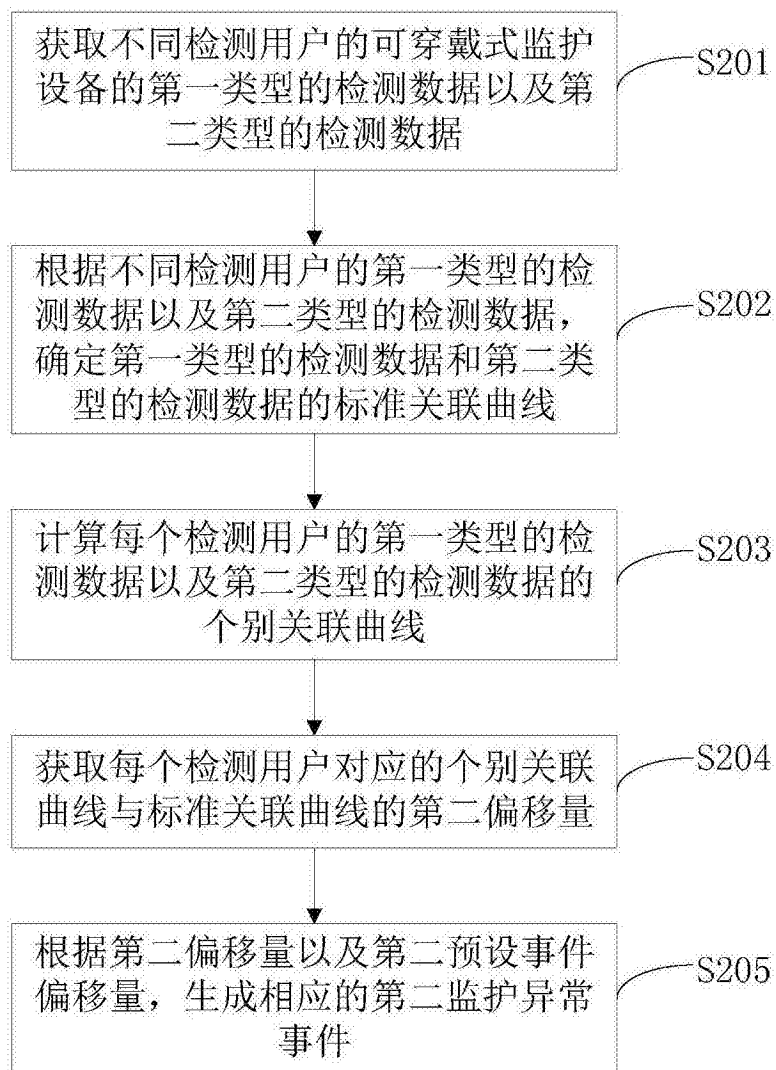 获取不同检测用户的可穿戴式监护
设备的第一类型的检测数据以及第
二类型的检测数据
S201
根据不同检测用户的第一类型的检
测数据以及第二类型的检测数据，
确定第一类型的检测数据和第二类
型的检测数据的标准关联曲线
S202
计算每个检测用户的第一类型的检
测数据以及第二类型的检测数据的
个别关联曲线
S203
获取每个检测用户对应的个别关联
曲线与标准关联曲线的第二偏移量
S204
根据第二偏移量以及第二预设事件
偏移量，生成相应的第二监护异常
事件
S205